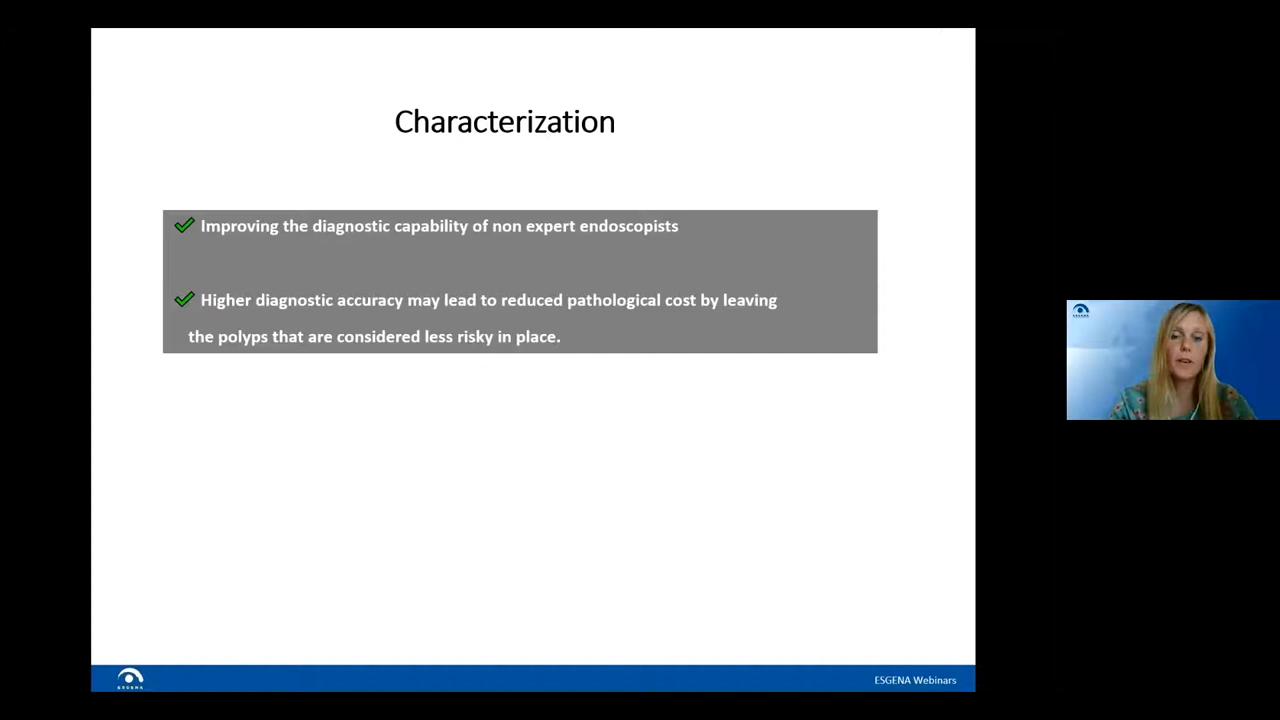 Characterization
Improving the diagnostic capability of non expert endoscopists
Higher diagnostic accuracy may lead to reduced pathological cost by leaving
the polyps that are considered less risky in place.
ESGENA
ESGENA Webinars